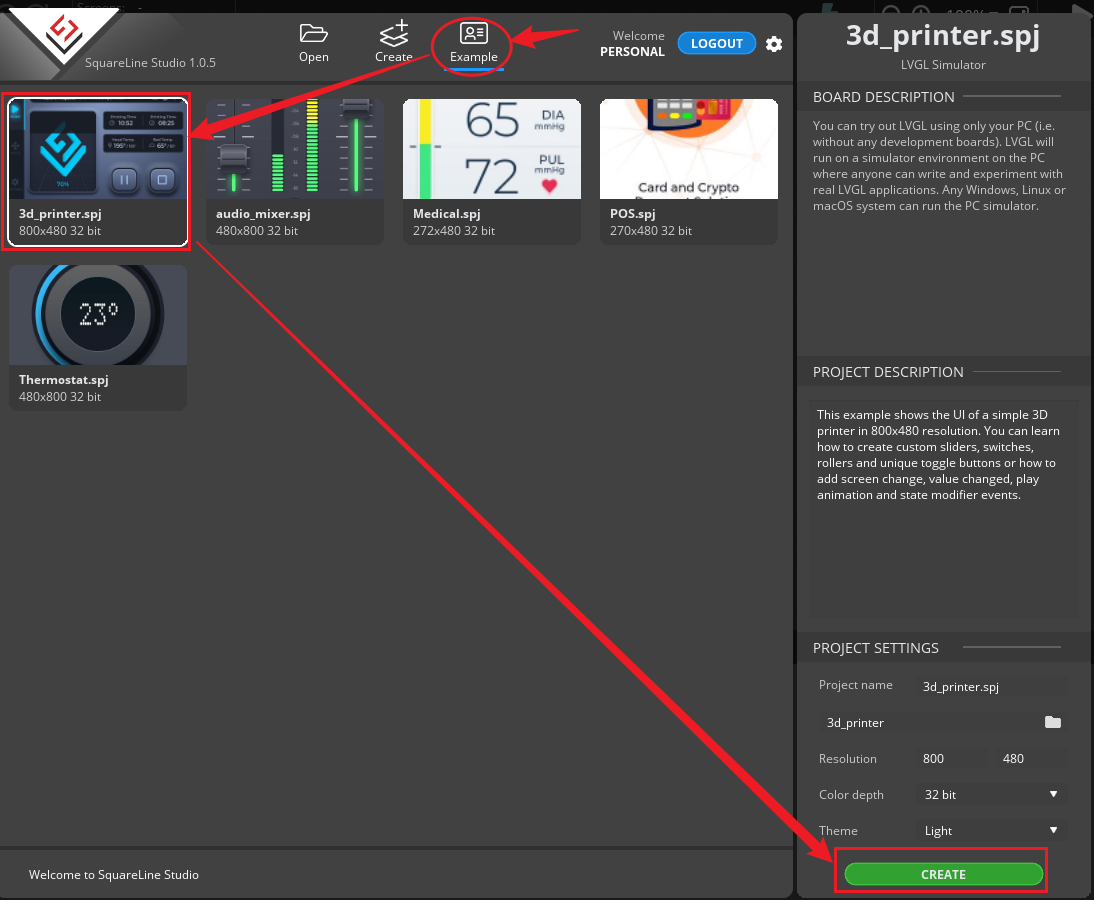 SquareLine Studio 1.0.5
Open
Create
Example
Welcome
PERSONAL
LOGOUT
3d_printer.spj
800x480 32 bit
audio_mixer.spj
480x800 32 bit
65 DIA
mmHg
72 PUL
mmHg
Medical.spj
272x480 32 bit
Card and Crypto
POS.spj
270x480 32 bit
23°
Thermostat.spj
480x800 32 bit
Welcome to SquareLine Studio
3d_printer.spj
LVGL Simulator
BOARD DESCRIPTION
You can try out LVGL using only your PC (i.e.
without any development boards). LVGL will
run on a simulator environment on the PC
where anyone can write and experiment with
real LVGL applications. Any Windows, Linux or
macOS system can run the PC simulator.
PROJECT DESCRIPTION
This example shows the UI of a simple 3D
printer in 800x480 resolution. You can learn
how to create custom sliders, switches,
rollers and unique toggle buttons or how to
add screen change, value changed, play
animation and state modifier events.
PROJECT SETTINGS
Project name 3d_printer.spj
3d_printer
Resolution 800 480
Color depth 32 bit
Theme Light
CREATE